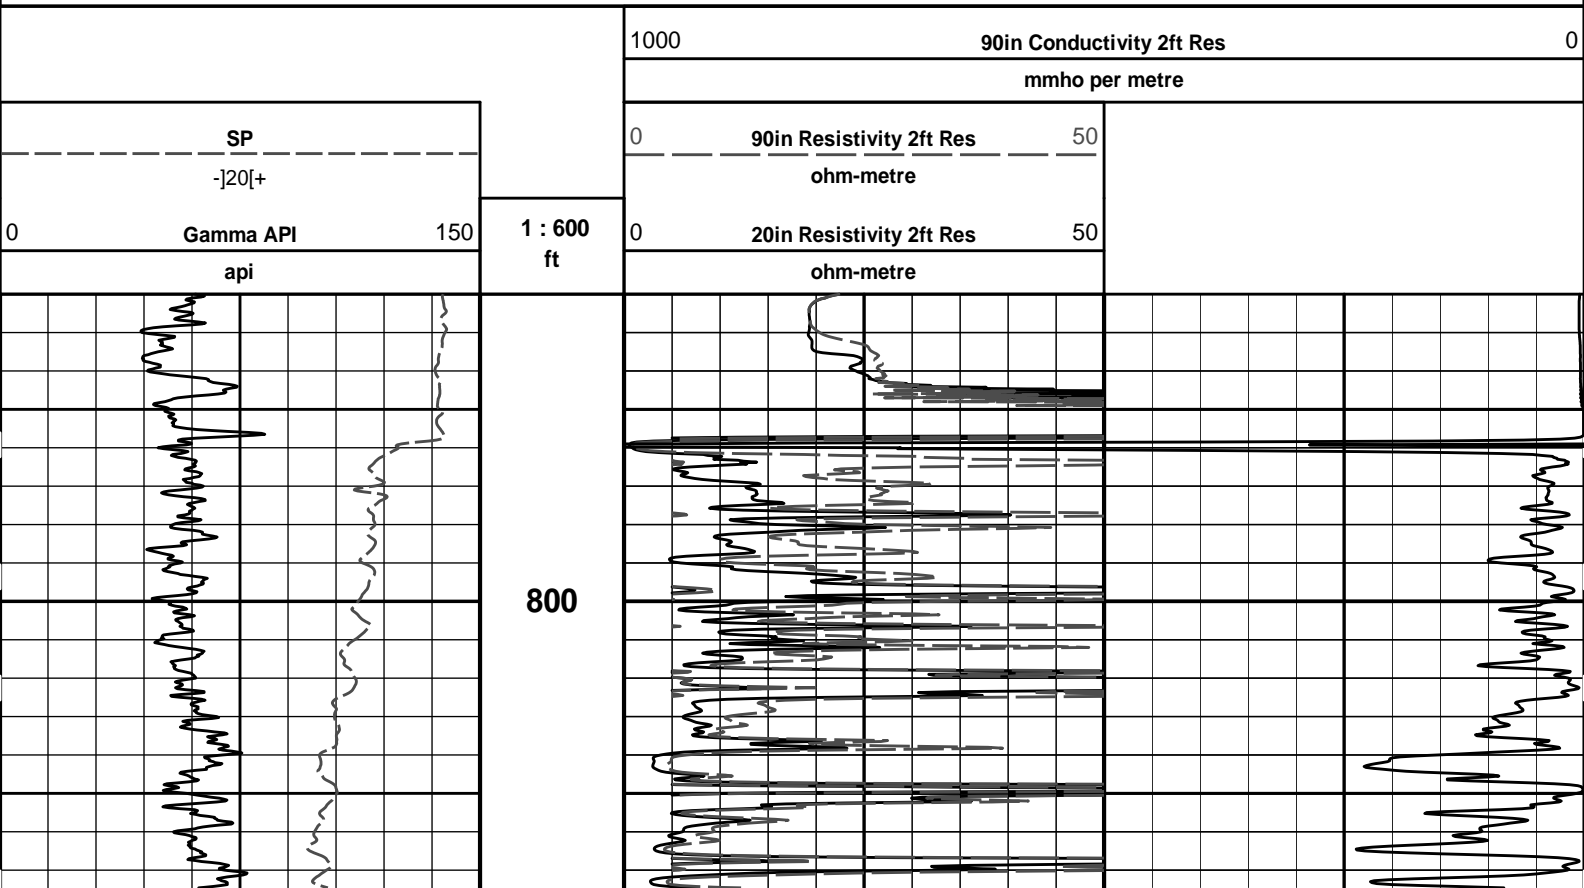 1000 90in Conductivity 2ft Res 0
mmho per metre
SP
-]20[+
0 90in Resistivity 2ft Res 50
ohm-metre
0 Gamma API 150
api
1 : 600
ft
0 20in Resistivity 2ft Res 50
ohm-metre
800